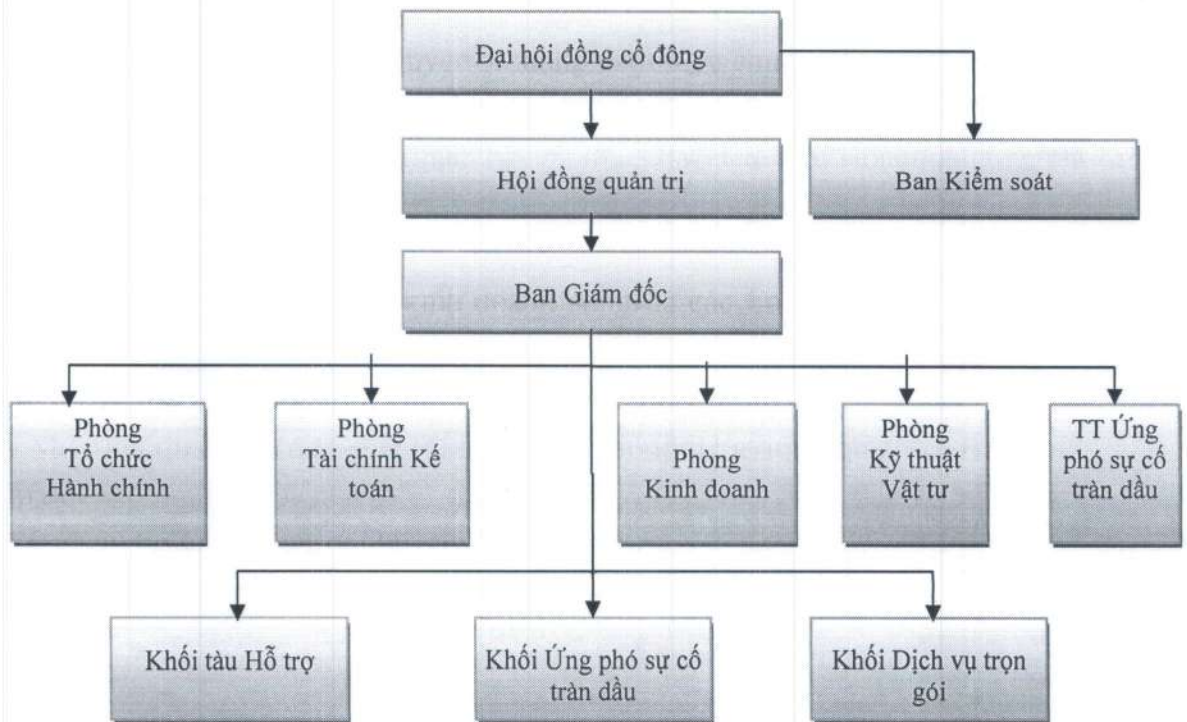 Đại hội đồng cổ đông
Hội đồng quản trị
Ban Kiểm soát
Ban Giám đốc
Phòng
Tổ chức
Hành chính
Phòng
Tài chính Kế
toán
Phòng
Kinh doanh
Phòng
Kỹ thuật
Vật tư
TT Ứng
phó sự cố
tràn dầu
Khối tàu Hỗ trợ
Khối Ứng phó sự cố
tràn dầu
Khối Dịch vụ trọn
gói